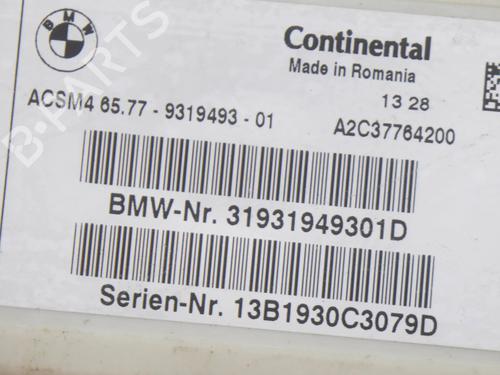 BMW
Continental
Made in Romania
13 28
ACSM4 65.77 - 9319493 - 01
A2C37764200
BMW-Nr. 31931949301D
Serien-Nr. 13B1930C3079D
B-PARTS